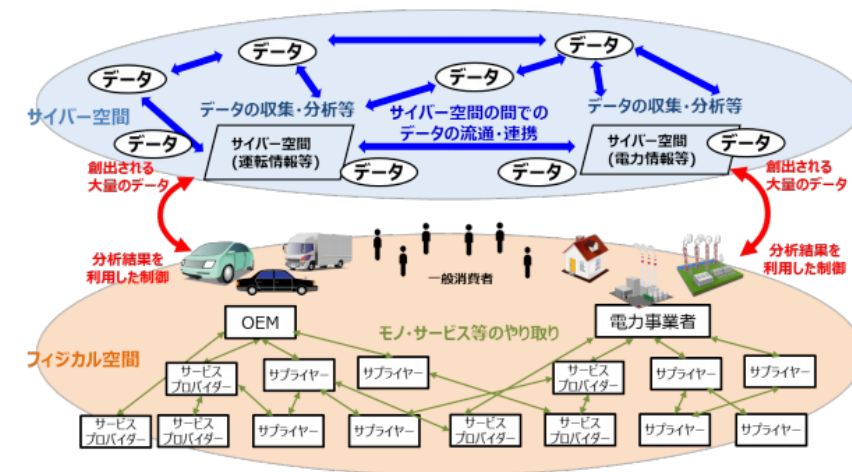 データ
データ
データ
データ
データの収集・分析等
サイバー空間の間での
データの流通・連携
データの収集・分析等
サイバー空間
データ
サイバー空間
(運転情報等)
サイバー空間
(電力情報等)
データ
データ
データ
創出される
大量のデータ
創出される
大量のデータ
分析結果を
利用した制御
分析結果を
利用した制御
一般消費者
OEM
モノ・サービス等のやり取り
電力事業者
フィジカル空間
サービス
プロバイダー
サプライヤー
サプライヤー
サービス
プロバイダー
サプライヤー
サプライヤー
サービス
プロバイダー
サービス
プロバイダー
サプライヤー
サプライヤー
サービス
プロバイダー
サービス
プロバイダー
サプライヤー
サプライヤー